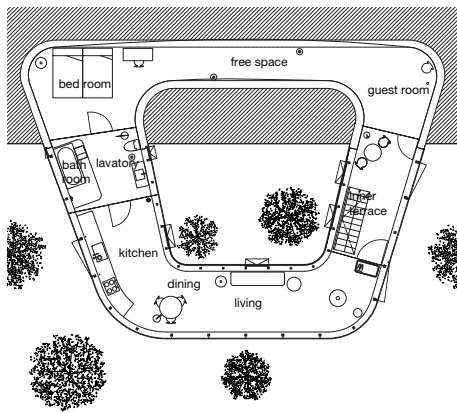 free space
bed room
guest room
lavatory
bath
room
inner
terrace
kitchen
dining
living